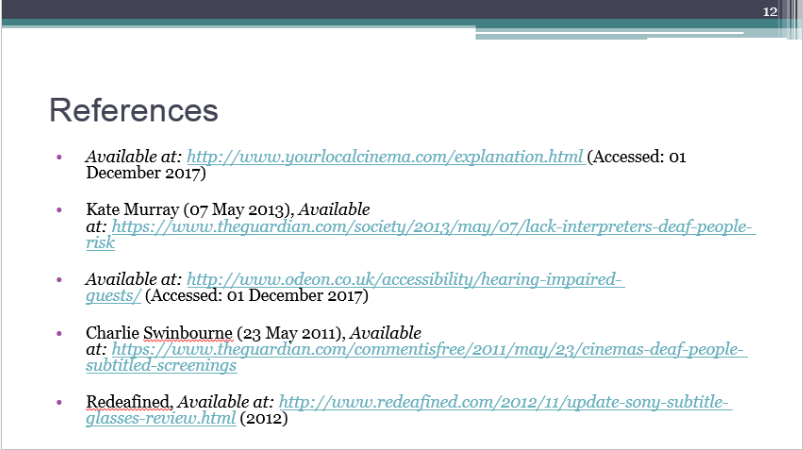 12
References
• Available at: http://www.yourlocalcinema.com/explanation.html (Accessed: 01
December 2017)
• Kate Murray (07 May 2013), Available
at: https://www.theguardian.com/society/2013/may/07/lack-interpreters-deaf-people-
risk
• Available at: http://www.odeon.co.uk/accessibility/hearing-impaired-
guests/ (Accessed: 01 December 2017)
• Charlie Swinbourne (23 May 2011), Available
at: https://www.theguardian.com/commentisfree/2011/may/23/cinemas-deaf-people-
subtitled-screenings
• Redeafined, Available at: http://www.redeafined.com/2012/11/update-sony-subtitle-
glasses-review.html (2012)